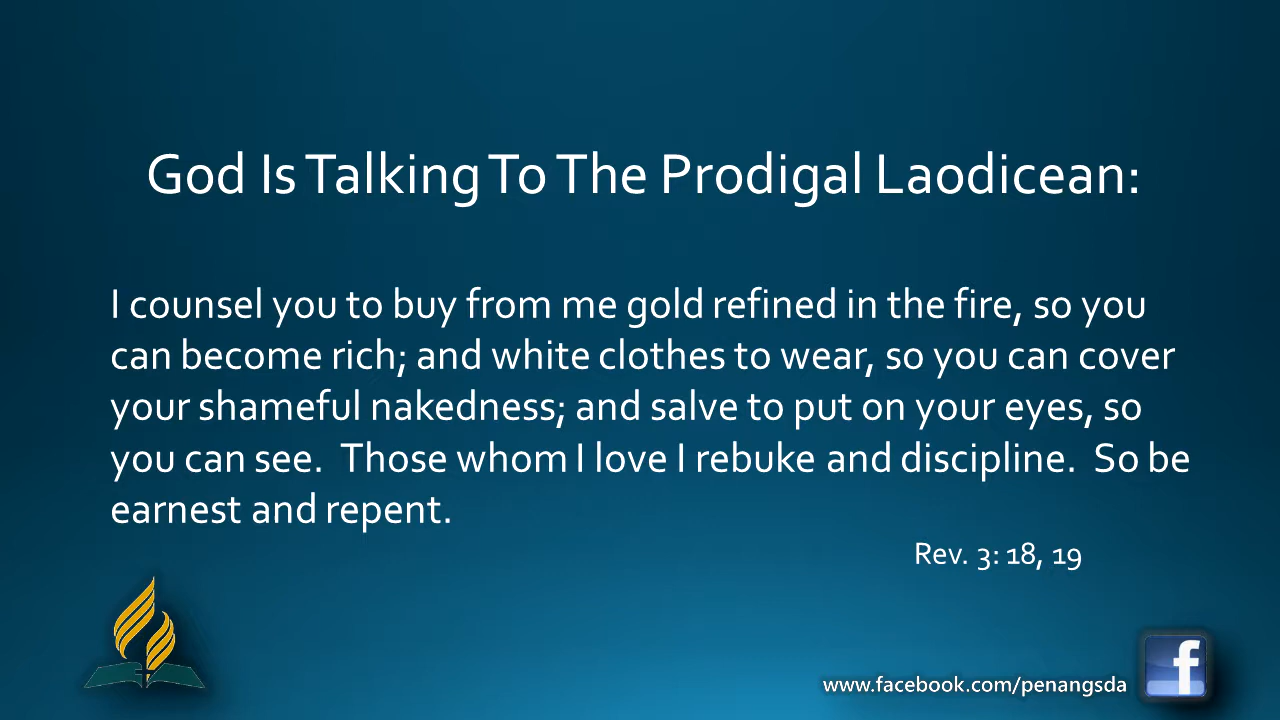 God Is Talking To The Prodigal Laodicean:
I counsel you to buy from me gold refined in the fire, so you
can become rich; and white clothes to wear, so you can cover
your shameful nakedness; and salve to put on your eyes, so
you can see.  Those whom I love I rebuke and discipline.  So be
earnest and repent.
Rev. 3: 18, 19
www.facebook.com/penangsda
f